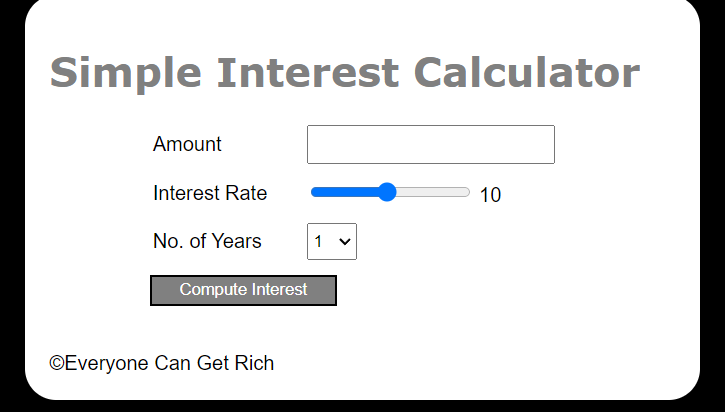 Simple Interest Calculator
Amount
Interest Rate 10
No. of Years 1
Compute Interest
©Everyone Can Get Rich